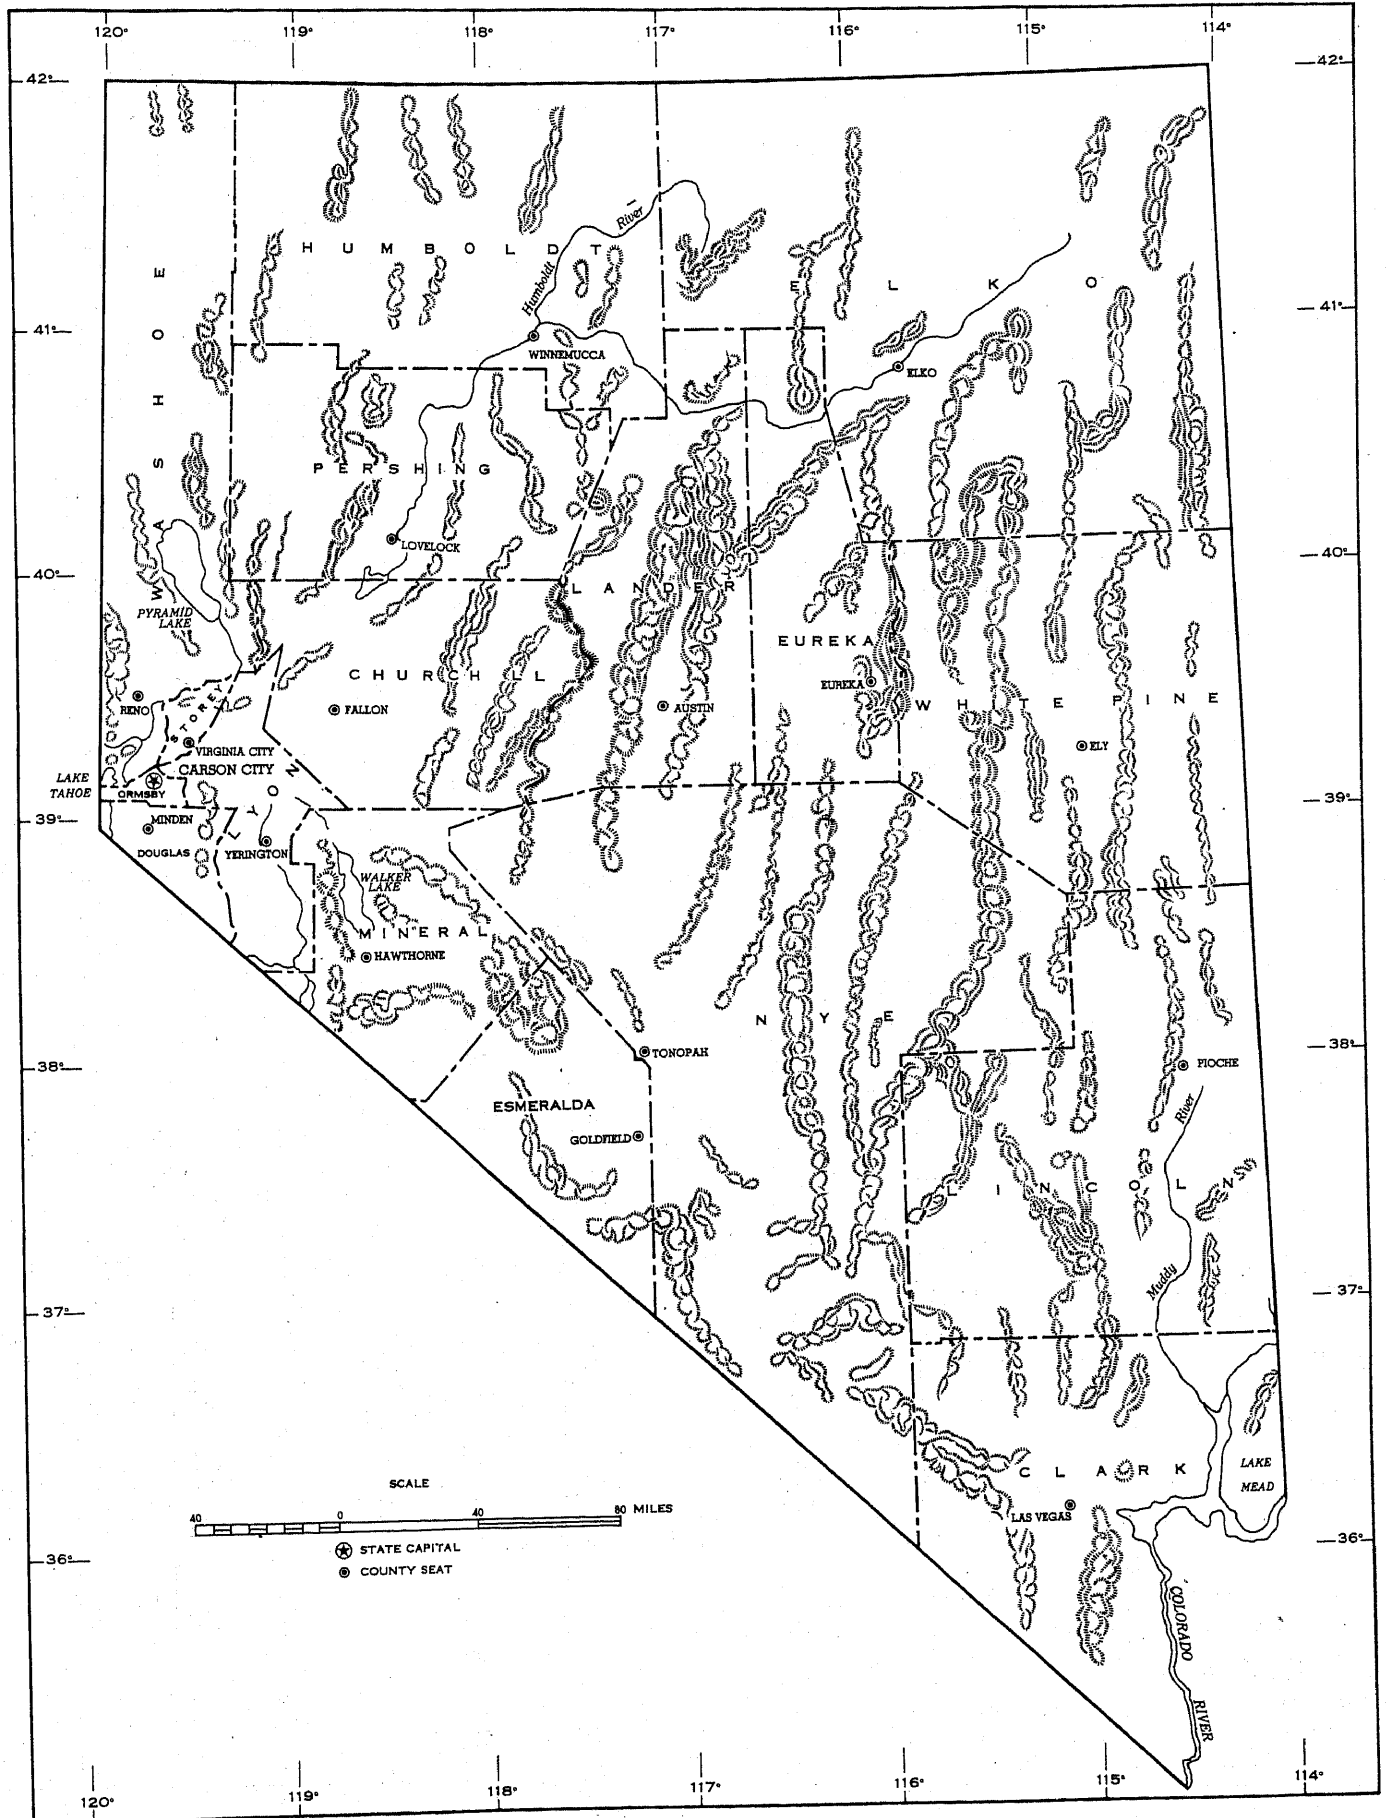 120° 119° 118° 117° 116° 115° 114°
42° 42°
HUMBOLDT
River
Humboldt
WASHOE
ELKO
41° 41°
WINNEMUCCA
ELKO
PERSHING
LOVELOCK
40° 40°
LANDER
PYRAMID
LAKE
EUREKA
CHURCHILL
EUREKA
WHITE PINE
RENO
STOREY
FALLON
AUSTIN
VIRGINIA CITY
ELY
CARSON CITY
LAKE
TAHOE
ORMSBY
LYON
39° 39°
MINDEN
DOUGLAS
YERINGTON
WALKER
LAKE
MINERAL
HAWTHORNE
NYE
TONOPAH
38° 38°
PIOCHE
ESMERALDA
River
GOLDFIELD
LINCOLN
Muddy
37° 37°
CLARK
LAKE
MEAD
SCALE
40 0 40 80 MILES
LAS VEGAS
STATE CAPITAL
36° 36°
COUNTY SEAT
COLORADO
RIVER
120° 119° 118° 117° 116° 115° 114°